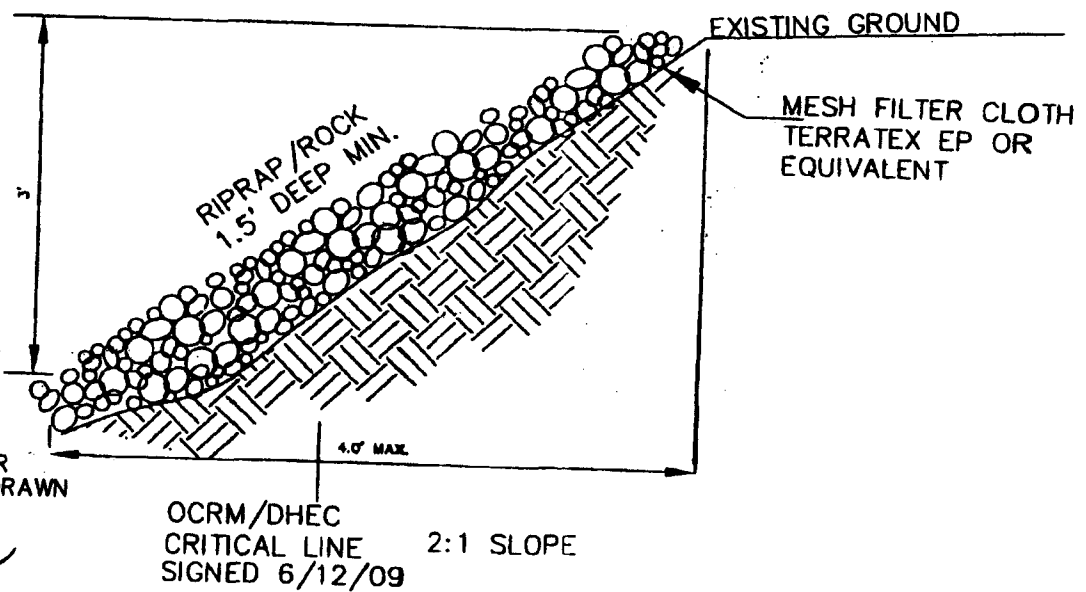 EXISTING GROUND
MESH FILTER CLOTH
TERRATEX EP OR
EQUIVALENT
RIPRAP/ROCK
1.5' DEEP MIN.
3'
4.0' MAX.
R
RAWN
OCRM/DHEC
CRITICAL LINE
SIGNED 6/12/09
2:1 SLOPE